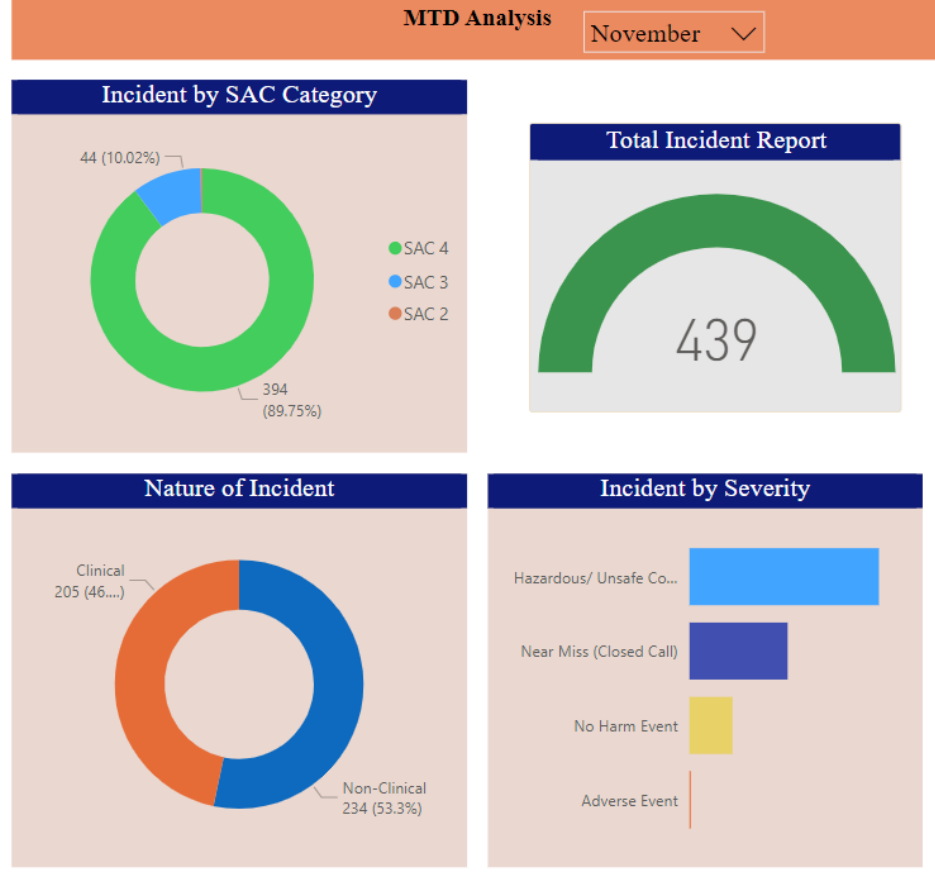 MTD Analysis
November
Incident by SAC Category
44 (10.02%)
SAC 4
SAC 3
SAC 2
394
(89.75%)
Total Incident Report
439
Nature of Incident
Clinical
205 (46....)
Non-Clinical
234 (53.3%)
Incident by Severity
Hazardous/ Unsafe Co...
Near Miss (Closed Call)
No Harm Event
Adverse Event